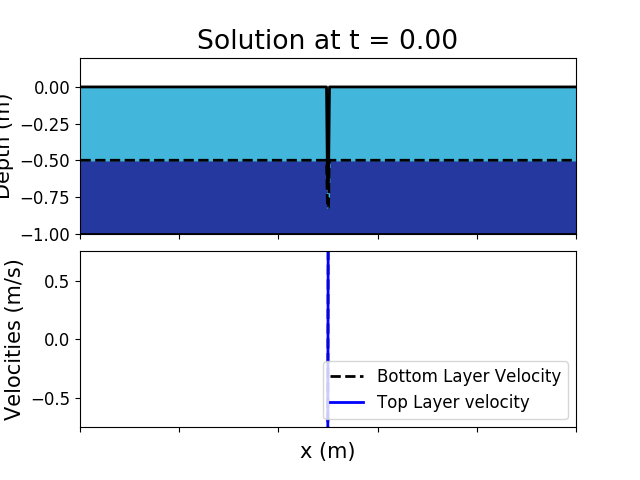 Solution at t = 0.00
Depth (m)
0.00
−0.25
−0.50
−0.75
−1.00
Velocities (m/s)
0.5
0.0
−0.5
Bottom Layer Velocity
Top Layer velocity
x (m)